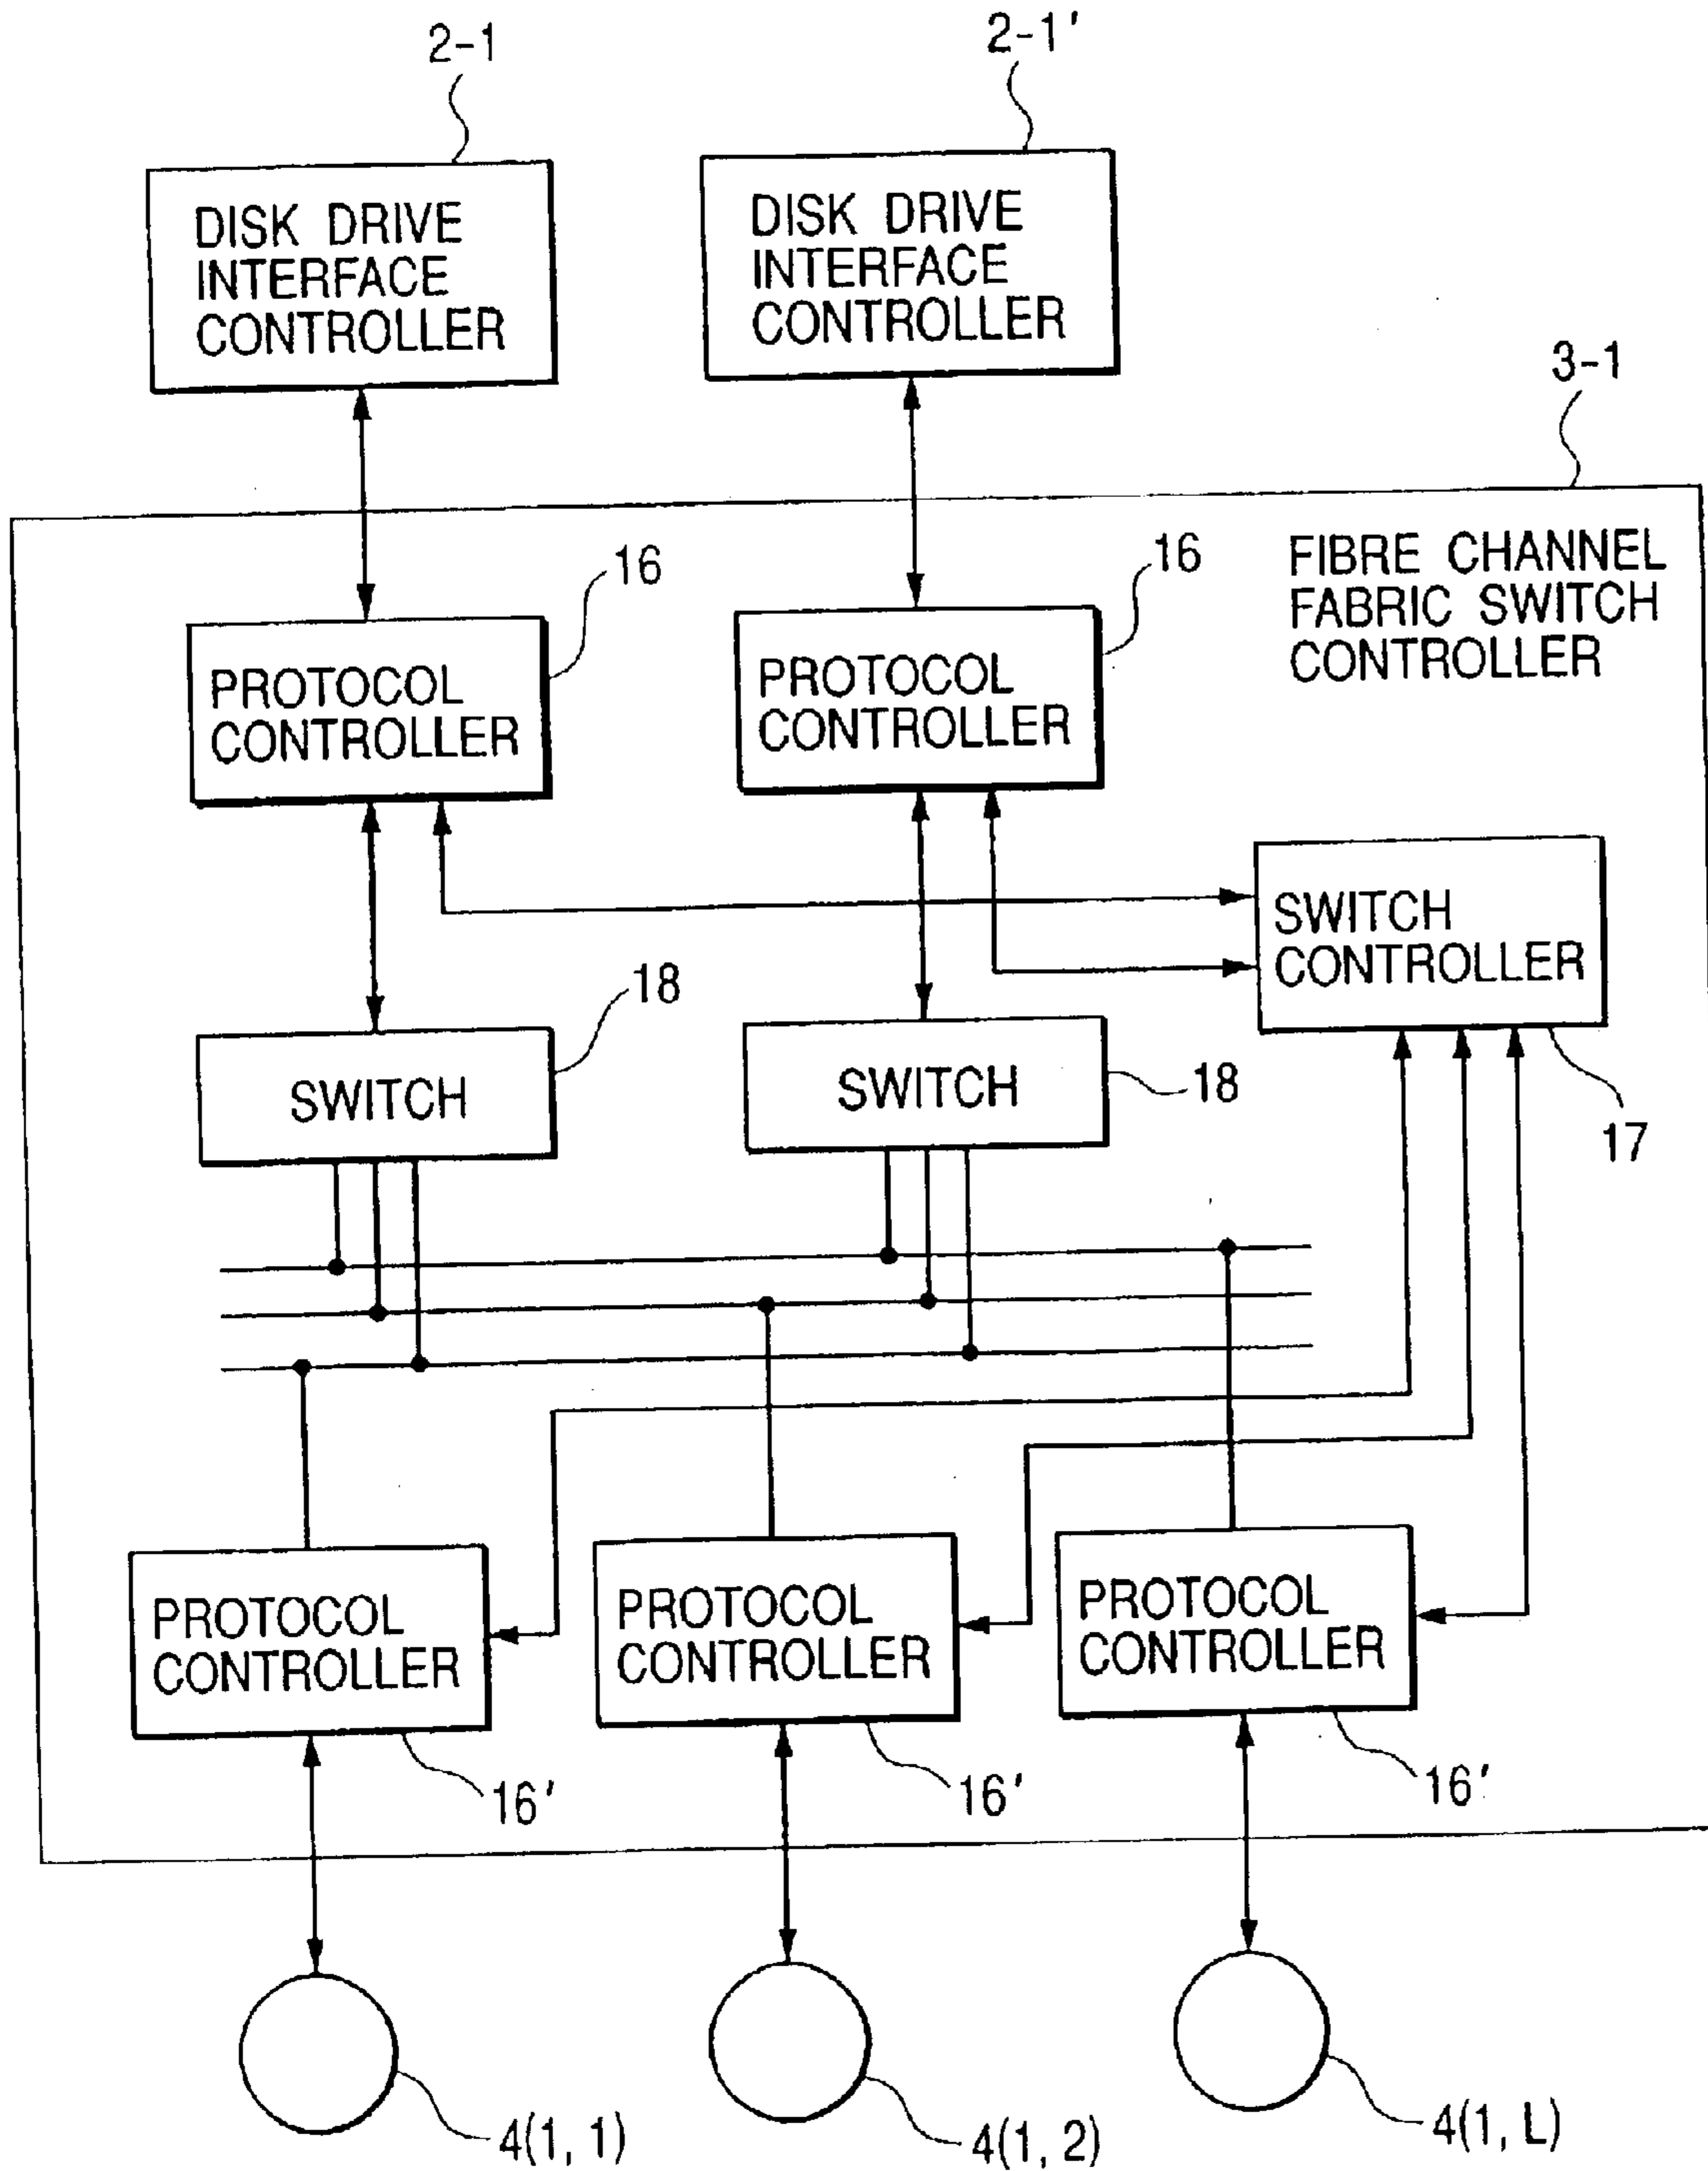 2-1
2-1'
DISK DRIVE
INTERFACE
CONTROLLER
DISK DRIVE
INTERFACE
CONTROLLER
3-1
FIBRE CHANNEL
FABRIC SWITCH
CONTROLLER
16
16
PROTOCOL
CONTROLLER
PROTOCOL
CONTROLLER
SWITCH
CONTROLLER
17
18
18
SWITCH
SWITCH
PROTOCOL
CONTROLLER
PROTOCOL
CONTROLLER
PROTOCOL
CONTROLLER
16'
16'
16'
4(1, 1)
4(1, 2)
4(1, L)